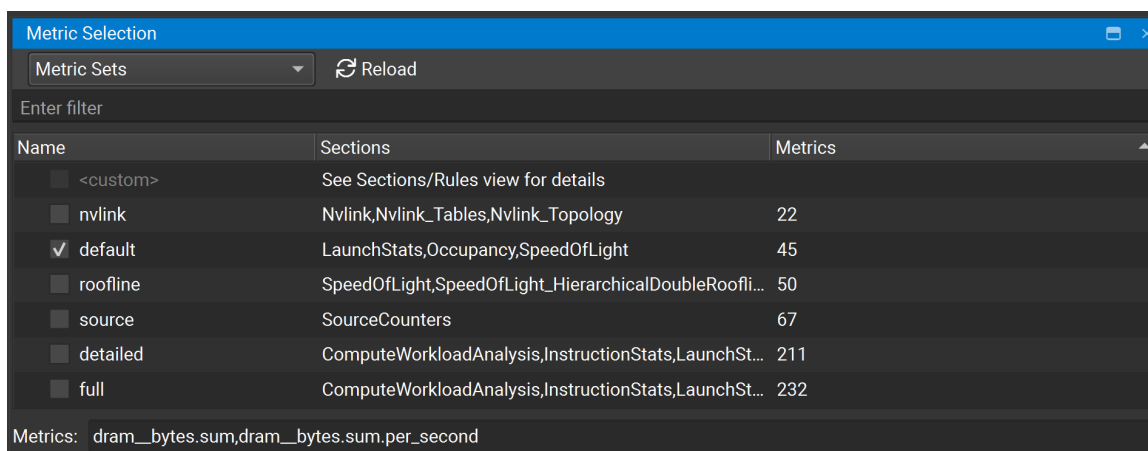 Metric Selection
Metric Sets Reload
Enter filter
Name Sections Metrics
<custom> See Sections/Rules view for details
nvlink Nvlink,Nvlink_Tables,Nvlink_Topology 22
default LaunchStats,Occupancy,SpeedOfLight 45
roofline SpeedOfLight,SpeedOfLight_HierarchicalDoubleRoofli... 50
source SourceCounters 67
detailed ComputeWorkloadAnalysis,InstructionStats,LaunchSt... 211
full ComputeWorkloadAnalysis,InstructionStats,LaunchSt... 232
Metrics: dram__bytes.sum,dram__bytes.sum.per_second